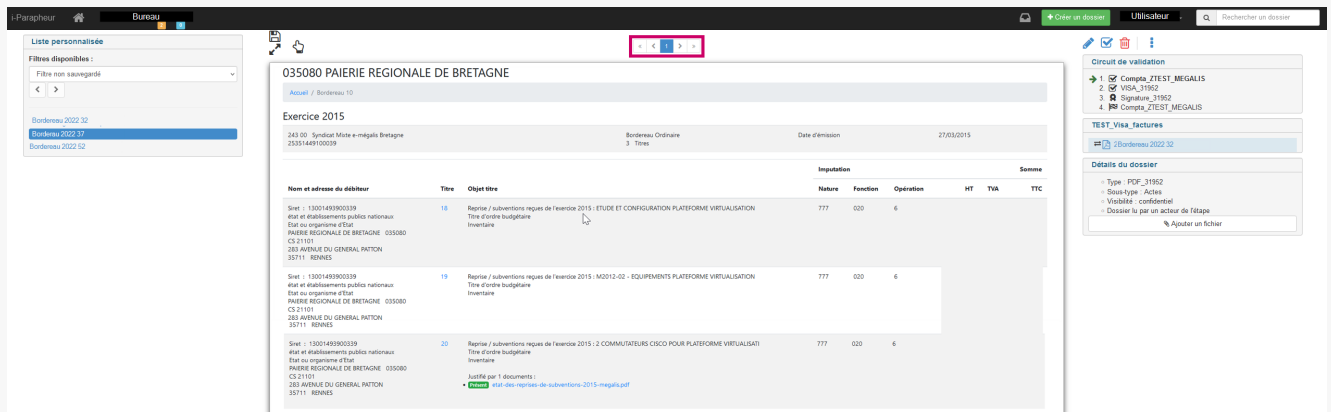 i-Parapheur
Bureau
+ Créer un dossier
Utilisateur
Rechercher un dossier
Liste personnalisée
Filtres disponibles :
Filtre non sauvegardé
Bordereau 2022 32
Bordereau 2022 37
Bordereau 2022 52
« < 1 > »
035080 PAIERIE REGIONALE DE BRETAGNE
Accueil / Bordereau 10
Exercice 2015
243 00 Syndicat Mixte e-mégalis Bretagne
25351449100039
Bordereau Ordinaire
3 Titres
Date d'émission
27/03/2015
Imputation Somme
Nom et adresse du débiteur Titre Objet titre Nature Fonction Opération HT TVA TTC
Siret : 13001493900339 18 Reprise / subventions reçues de l'exercice 2015 : ETUDE ET CONFIGURATION PLATEFORME VIRTUALISATION 777 020 6
état et établissements publics nationaux Titre d'ordre budgétaire
Etat ou organisme d'Etat Inventaire
PAIERIE REGIONALE DE BRETAGNE 035080
CS 21101
283 AVENUE DU GENERAL PATTON
35711 RENNES
Siret : 13001493900339 19 Reprise / subventions reçues de l'exercice 2015 : M2012-02 - EQUIPEMENTS PLATEFORME VIRTUALISATION 777 020 6
état et établissements publics nationaux Titre d'ordre budgétaire
Etat ou organisme d'Etat Inventaire
PAIERIE REGIONALE DE BRETAGNE 035080
CS 21101
283 AVENUE DU GENERAL PATTON
35711 RENNES
Siret : 13001493900339 20 Reprise / subventions reçues de l'exercice 2015 : 2 COMMUTATEURS CISCO POUR PLATEFORME VIRTUALISATI 777 020 6
état et établissements publics nationaux Titre d'ordre budgétaire
Etat ou organisme d'Etat Inventaire
PAIERIE REGIONALE DE BRETAGNE 035080
CS 21101 Justifié par 1 documents :
283 AVENUE DU GENERAL PATTON Présent etat-des-reprises-de-subventions-2015-megalis.pdf
35711 RENNES
Circuit de validation
1. Compta_ZTEST_MEGALIS
2. VISA_31952
3. Signature_31952
4. Compta_ZTEST_MEGALIS
TEST_Visa_factures
2Bordereau 2022 32
Détails du dossier
Type : PDF_31952
Sous-type : Actes
Visibilité : confidentiel
Dossier lu par un acteur de l'étape
Ajouter un fichier